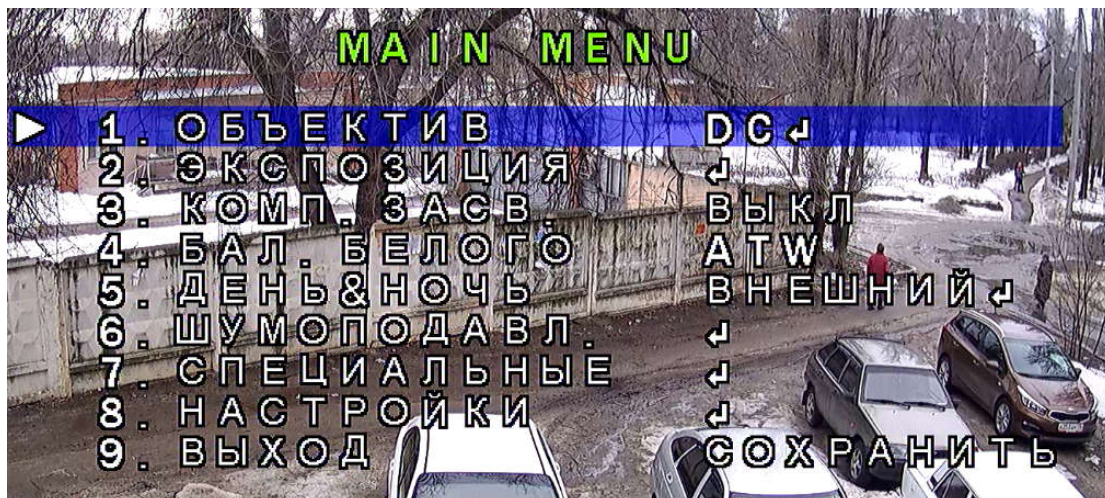 MAIN MENU
1. ОБЪЕКТИВ DC↲
2. ЭКСПОЗИЦИЯ ↲
3. КОМП. ЗАСВ. ВЫКЛ
4. БАЛ. БЕЛОГО ATW
5. ДЕНЬ&НОЧЬ ВНЕШНИЙ↲
6. ШУМОПОДАВЛ. ↲
7. СПЕЦИАЛЬНЫЕ ↲
8. НАСТРОЙКИ ↲
9. ВЫХОД СОХРАНИТЬ